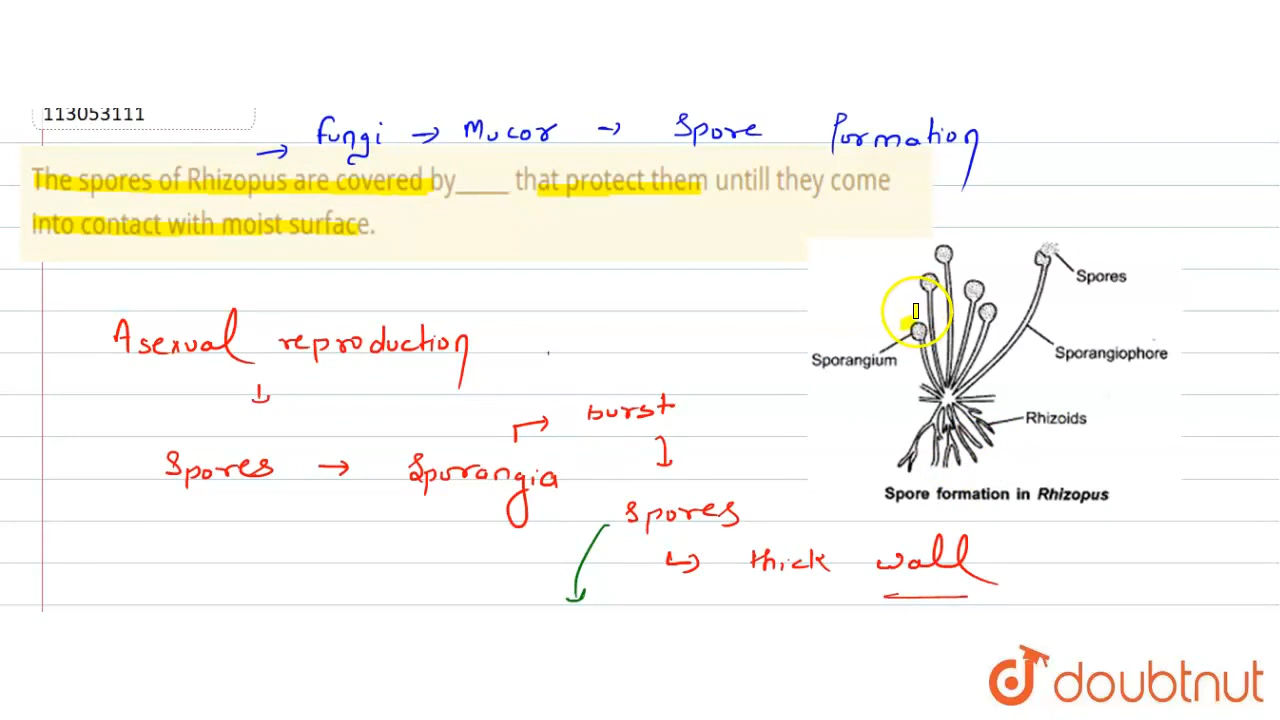 113053111
→ Fungi → Mucor → Spore Formation
The spores of Rhizopus are covered by____ that protect them untill they come
into contact with moist surface.
Spores
Sporangium
Sporangiophore
Rhizoids
Spore formation in Rhizopus
Asexual reproduction
↓
Spores → Sporangia → burst
↓
spores
↳ thick wall
doubtnut